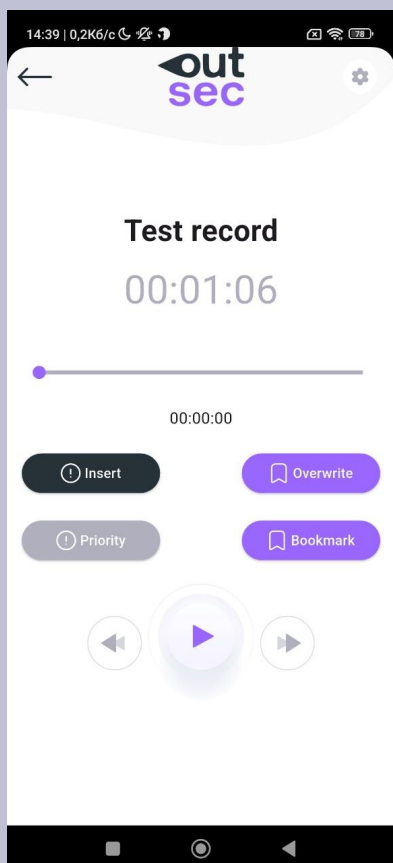 14:39 | 0,2Кб/с 78
out
sec
Test record
00:01:06
00:00:00
Insert Overwrite
Priority Bookmark